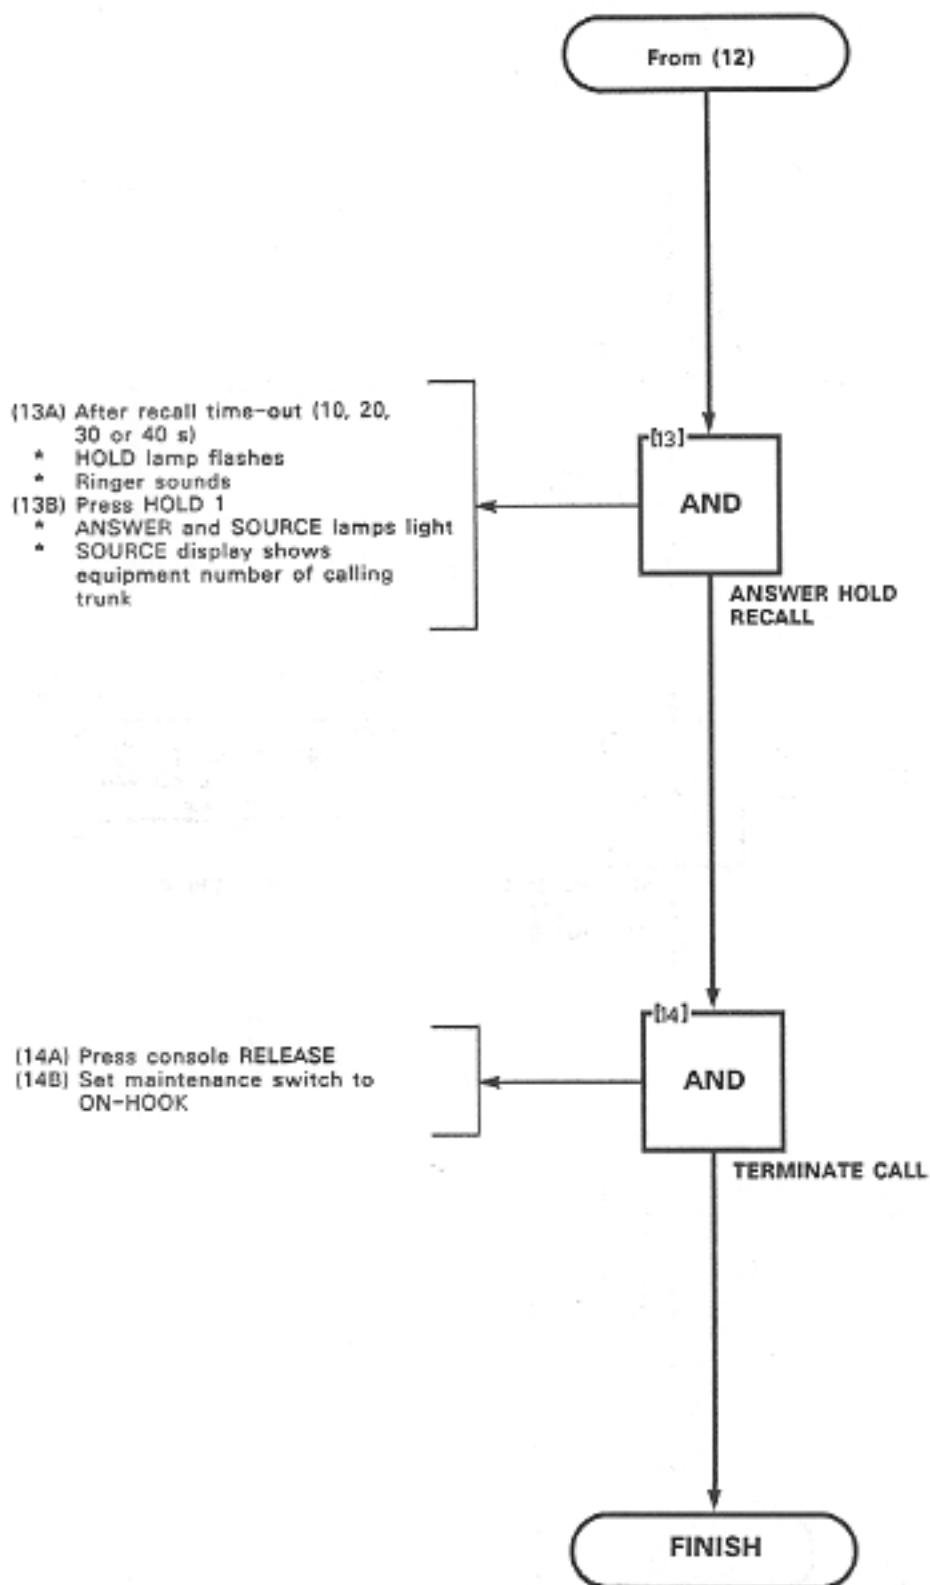 From (12)
(13A) After recall time-out (10, 20,
30 or 40 s)
* HOLD lamp flashes
* Ringer sounds
(13B) Press HOLD 1
* ANSWER and SOURCE lamps light
* SOURCE display shows
equipment number of calling
trunk
[13]
AND
ANSWER HOLD
RECALL
(14A) Press console RELEASE
(14B) Set maintenance switch to
ON-HOOK
[14]
AND
TERMINATE CALL
FINISH